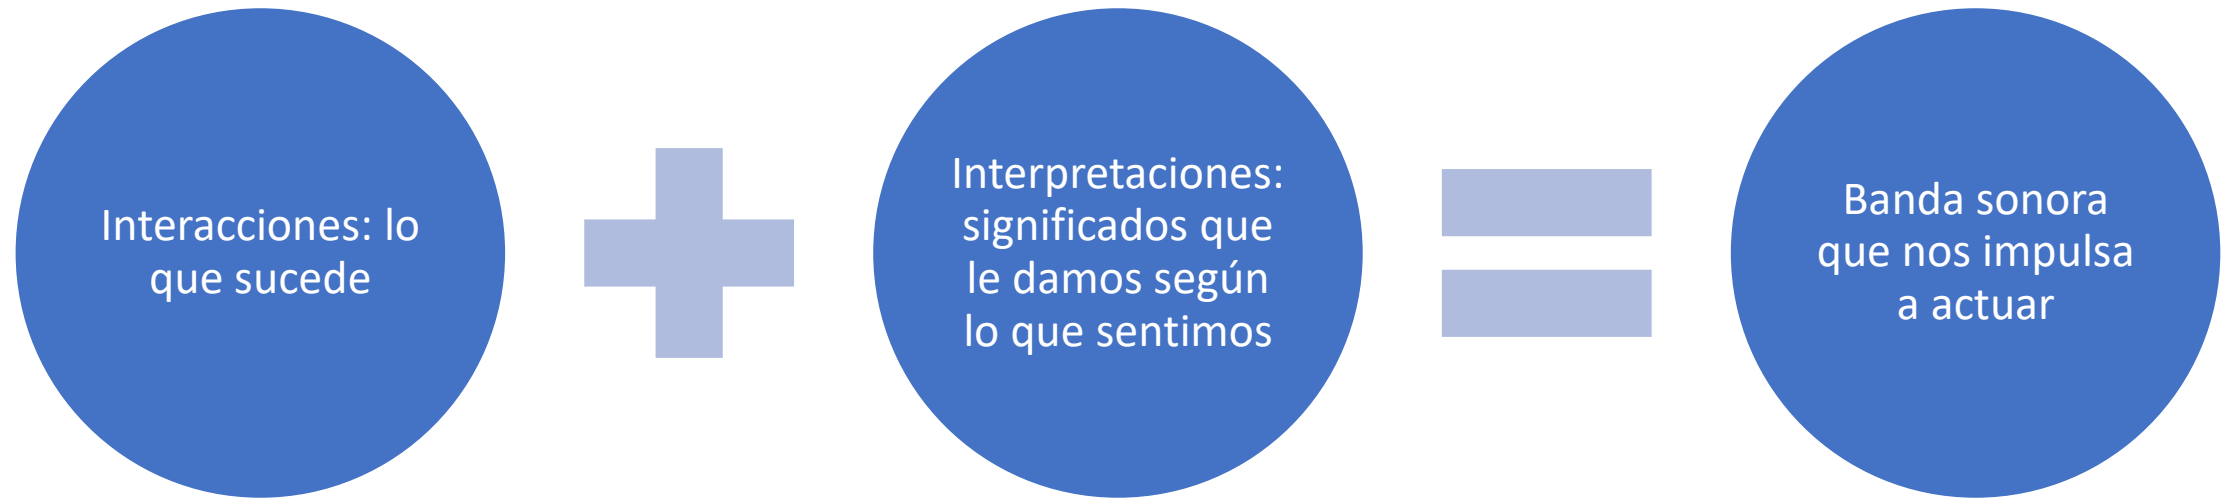 Interacciones: lo
que sucede
Interpretaciones:
significados que
le damos según
lo que sentimos
Banda sonora
que nos impulsa
a actuar